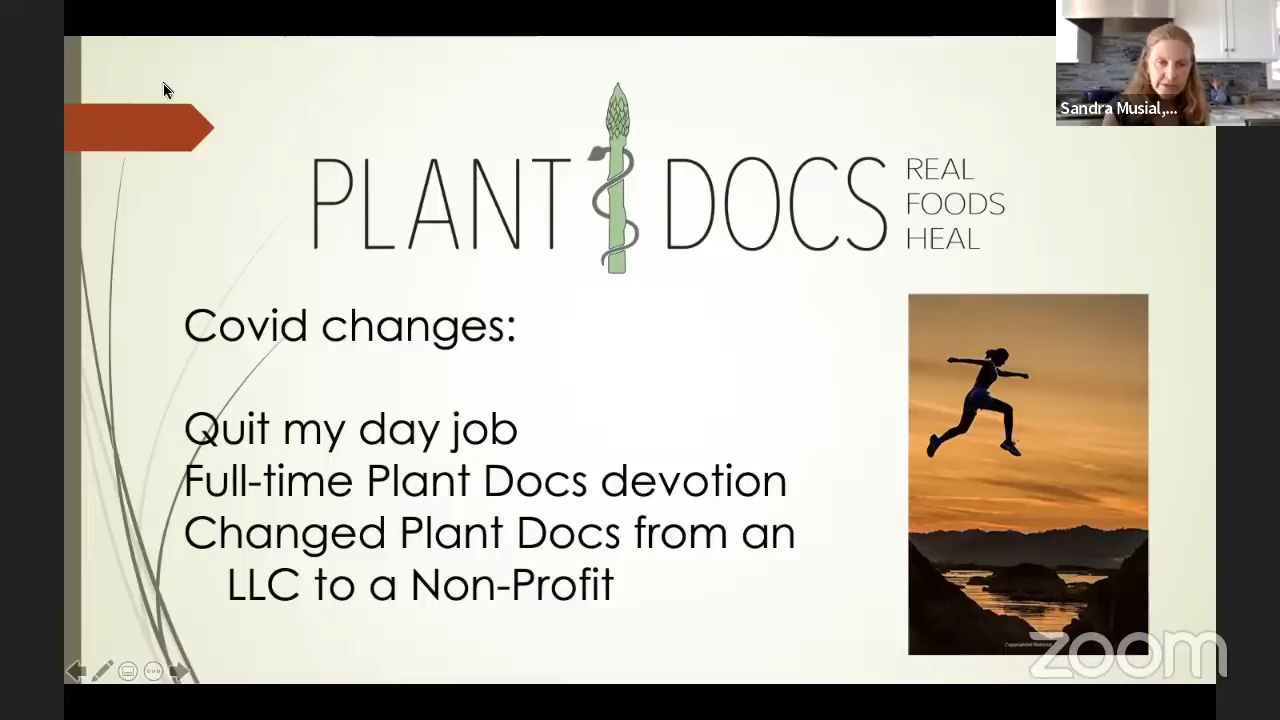 Sandra Musial,...
PLANT DOCS
REAL
FOODS
HEAL
Covid changes:
Quit my day job
Full-time Plant Docs devotion
Changed Plant Docs from an
LLC to a Non-Profit
zoom